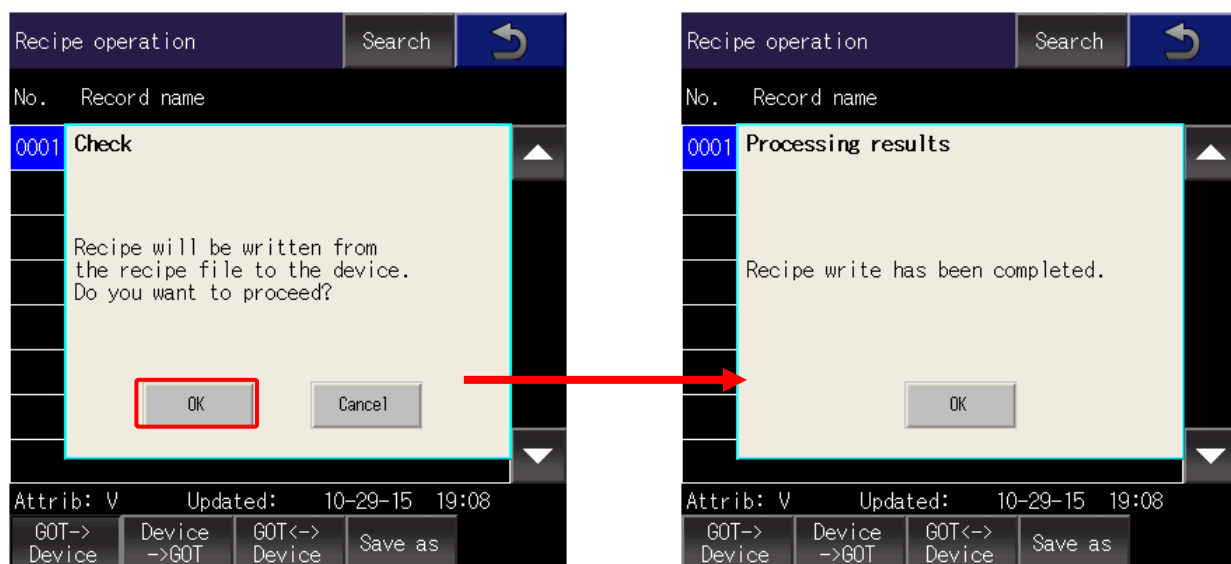 Recipe operation Search
No. Record name
0001 Check
Recipe will be written from
the recipe file to the device.
Do you want to proceed?
OK Cancel
Attrib: V Updated: 10-29-15 19:08
GOT-> Device GOT<-> Save as
Device ->GOT Device
Recipe operation Search
No. Record name
0001 Processing results
Recipe write has been completed.
OK
Attrib: V Updated: 10-29-15 19:08
GOT-> Device GOT<-> Save as
Device ->GOT Device